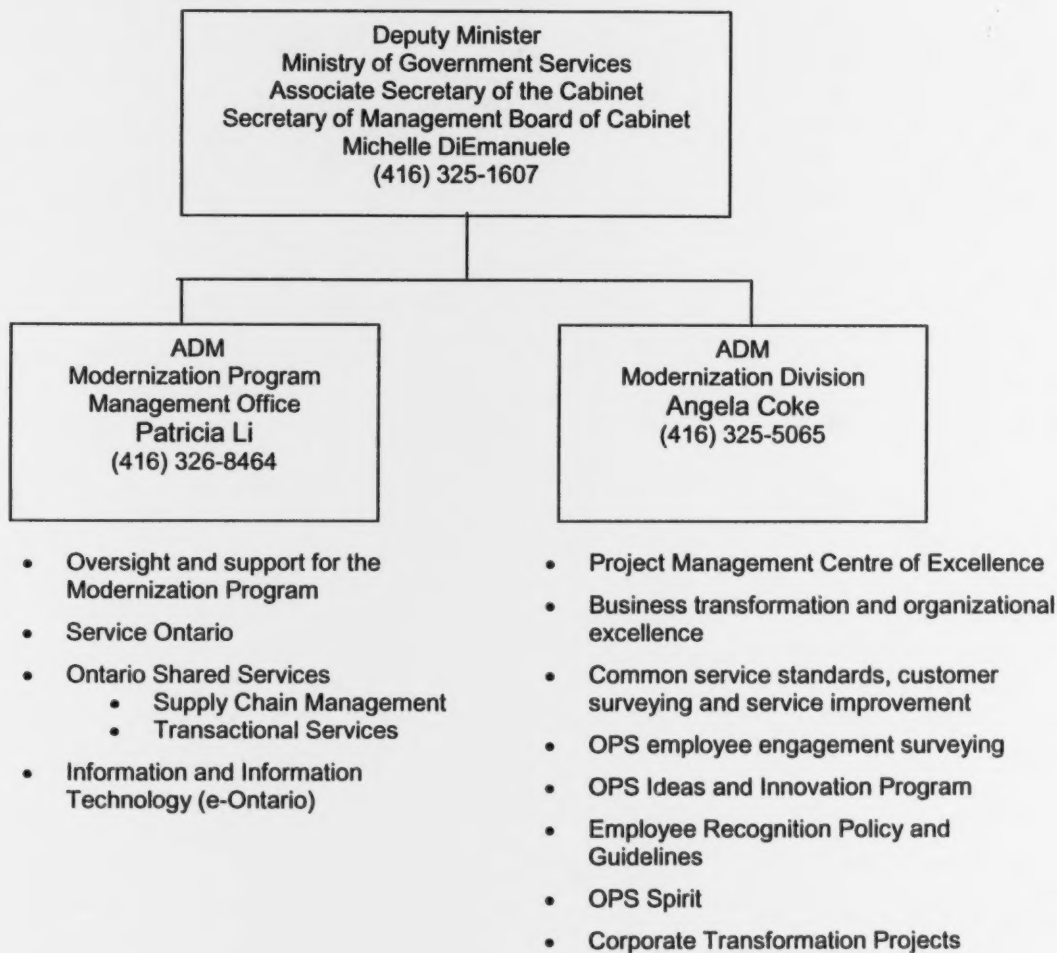 Deputy Minister
Ministry of Government Services
Associate Secretary of the Cabinet
Secretary of Management Board of Cabinet
Michelle DiEmanuele
(416) 325-1607
ADM
Modernization Program
Management Office
Patricia Li
(416) 326-8464
ADM
Modernization Division
Angela Coke
(416) 325-5065
• Oversight and support for the
Modernization Program
• Service Ontario
• Ontario Shared Services
• Supply Chain Management
• Transactional Services
• Information and Information
Technology (e-Ontario)
• Project Management Centre of Excellence
• Business transformation and organizational
excellence
• Common service standards, customer
surveying and service improvement
• OPS employee engagement surveying
• OPS Ideas and Innovation Program
• Employee Recognition Policy and
Guidelines
• OPS Spirit
• Corporate Transformation Projects